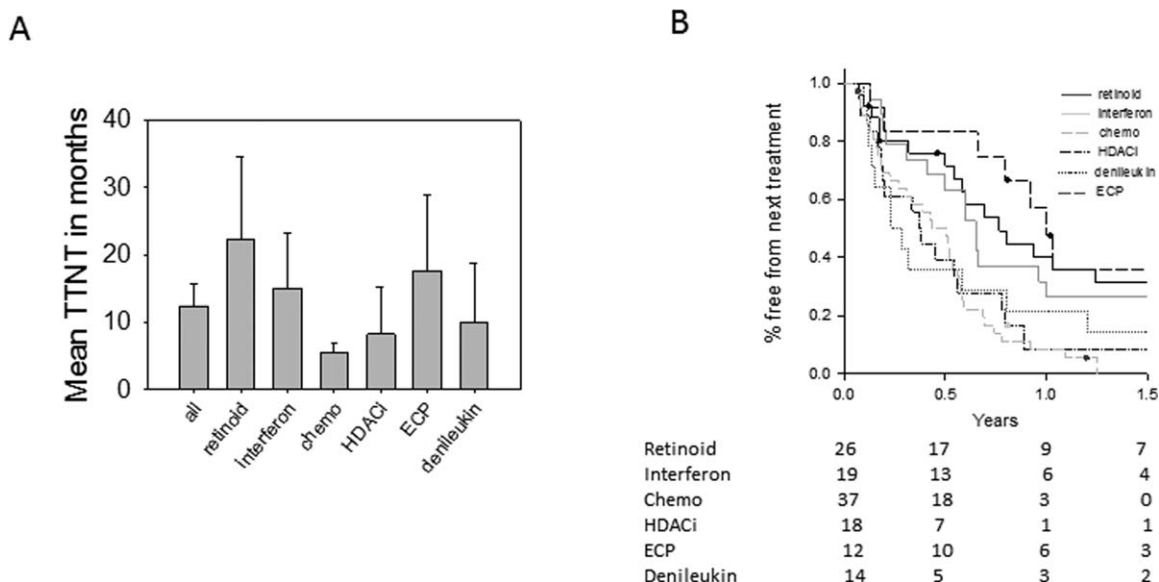 A
Mean TTNT in months
40
30
20
10
0
all
retinoid
interferon
chemo
HDACi
ECP
denileukin
B
% free from next treatment
1.0
0.8
0.6
0.4
0.2
0.0
retinoid
interferon
chemo
HDACi
denileukin
ECP
0.0 0.5 1.0 1.5
Years
Retinoid 26 17 9 7
Interferon 19 13 6 4
Chemo 37 18 3 0
HDACi 18 7 1 1
ECP 12 10 6 3
Denileukin 14 5 3 2